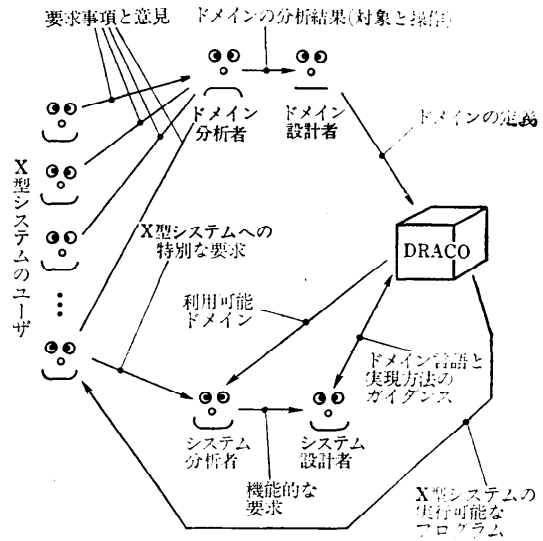 要求事項と意見
ドメインの分析結果(対象と操作)
ドメイン
分析者
ドメイン
設計者
ドメインの定義
X型システムのユーザ
X型システムへの
特別な要求
DRACO
利用可能
ドメイン
ドメイン言語と
実現方法の
ガイダンス
システム
分析者
システム
設計者
機能的な
要求
X型システムの
実行可能な
プログラム